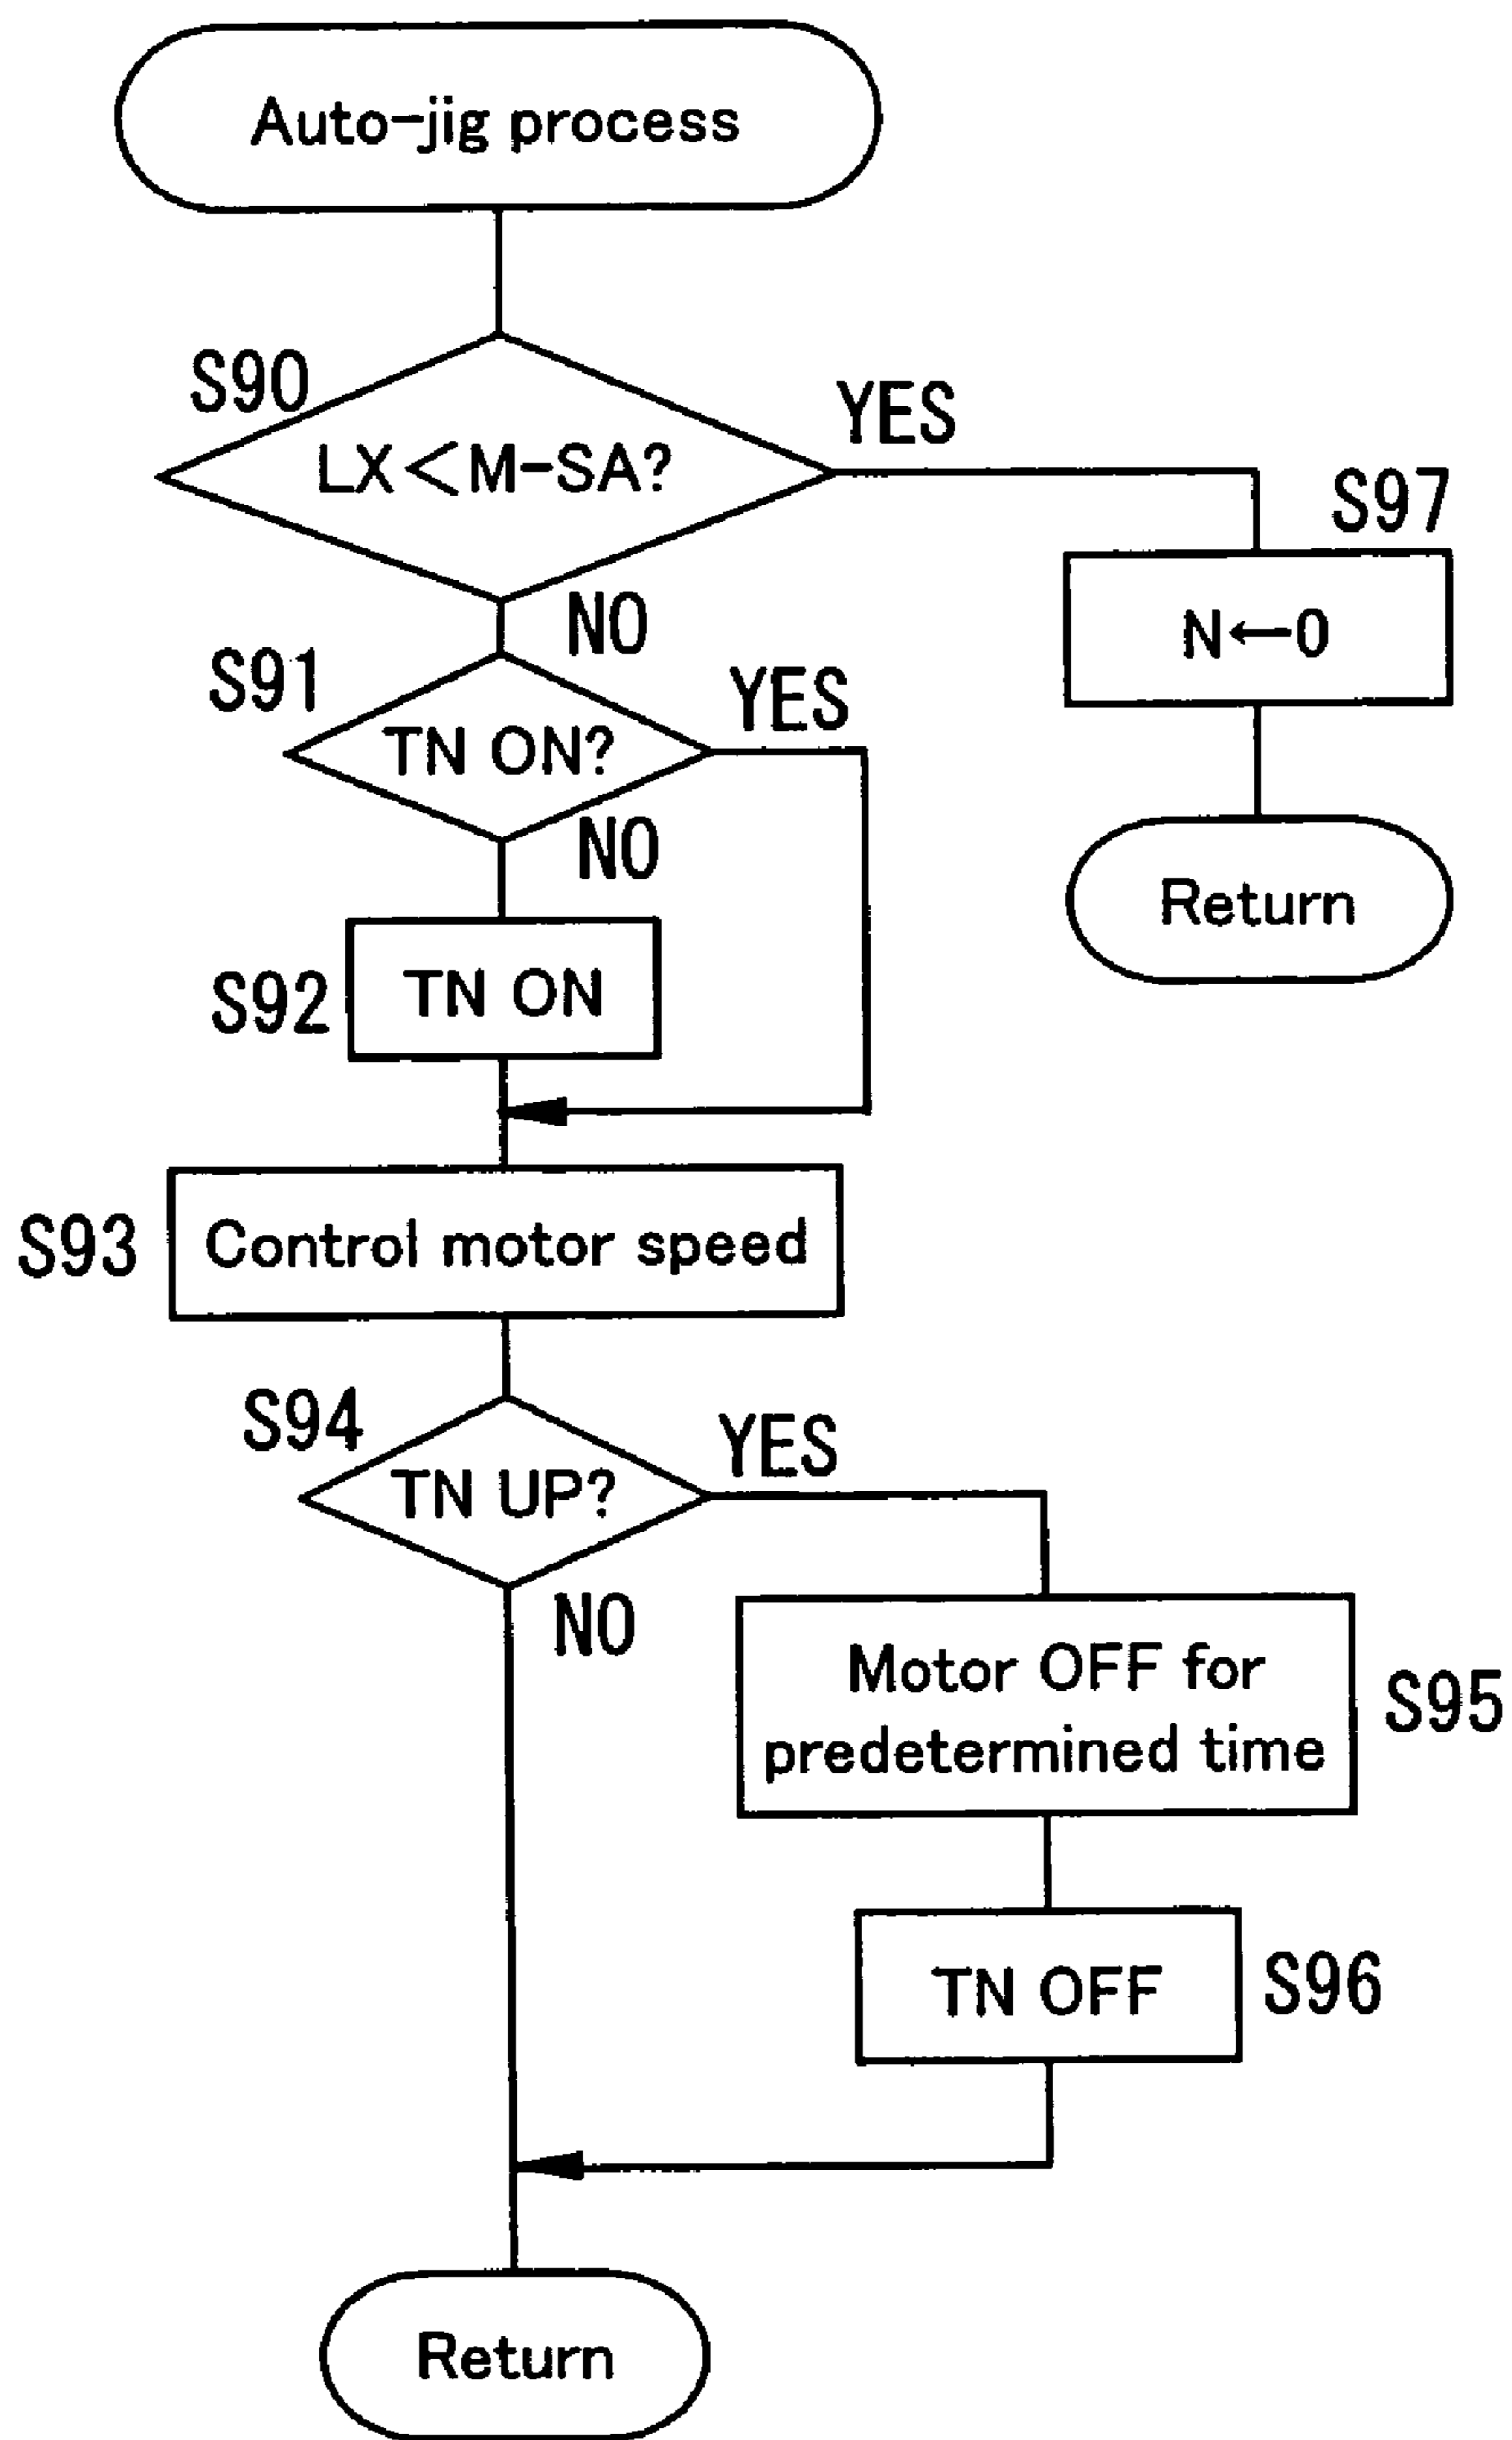 Auto-jig process
S90
LX<M-SA?
YES
S97
N←0
Return
NO
S91
TN ON?
YES
NO
S92
TN ON
S93
Control motor speed
S94
TN UP?
YES
NO
Motor OFF for
predetermined time
S95
TN OFF
S96
Return